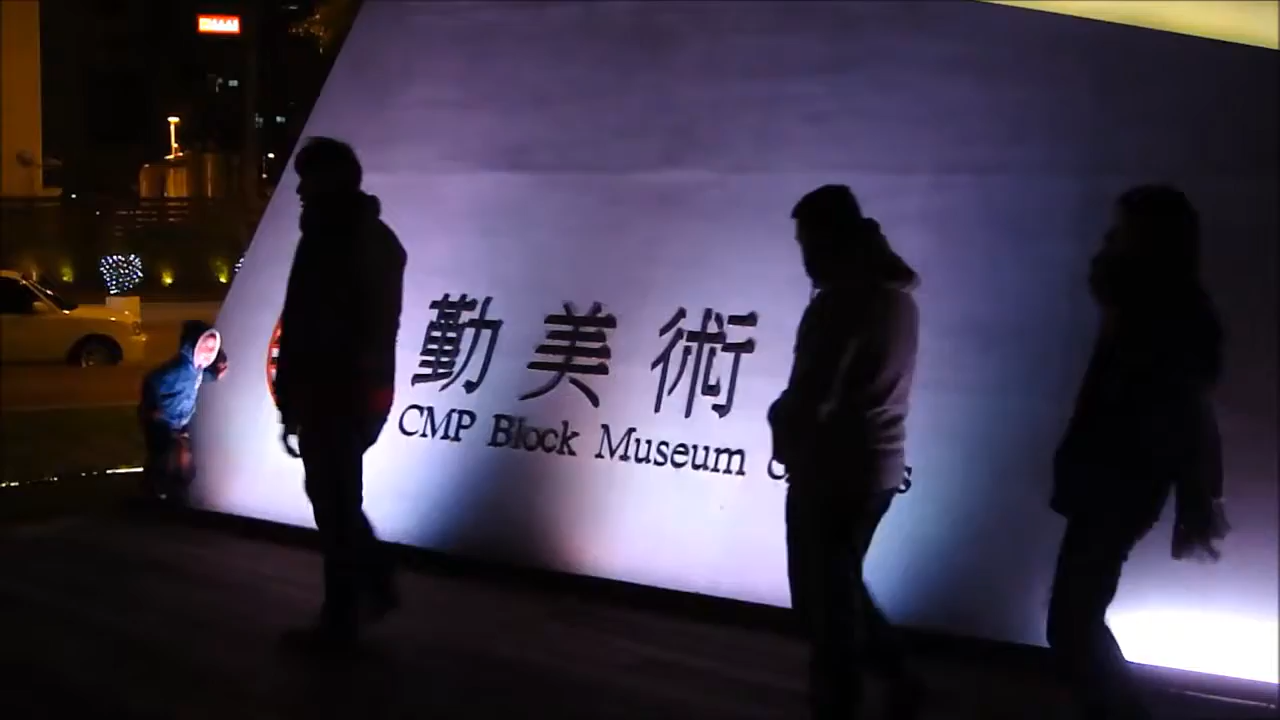 勤美術
CMP Block Museum